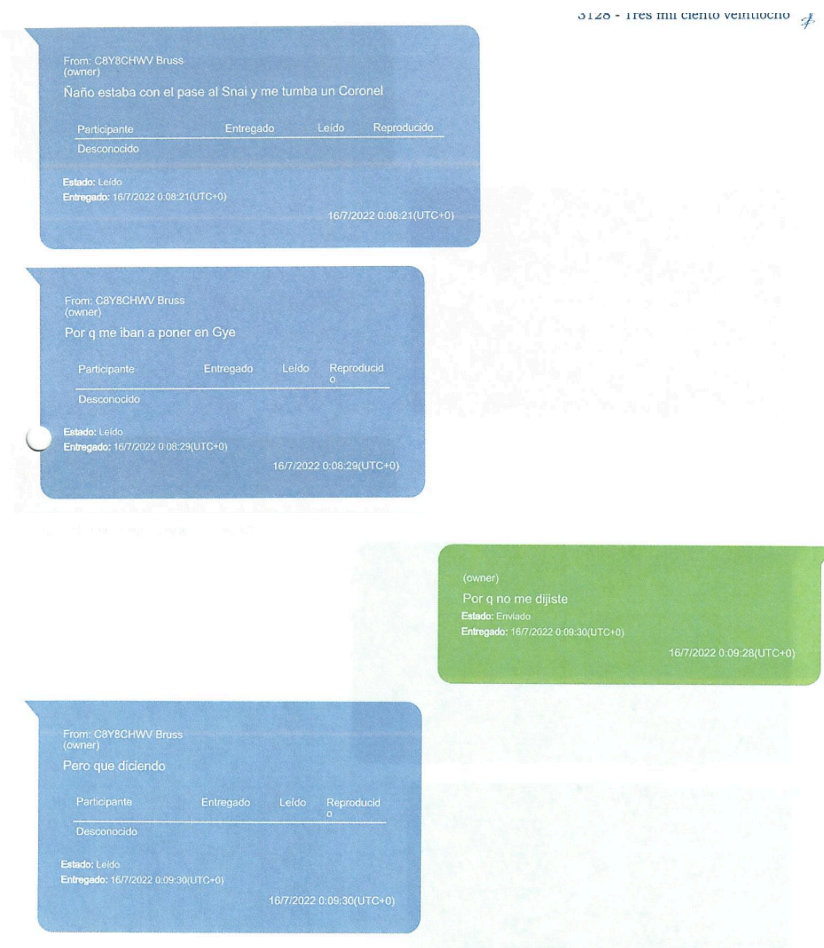 3128 - Tres mil ciento veintiocho
From: C8Y8CHWV Bruss
(owner)
Ñaño estaba con el pase al Snai y me tumba un Coronel
Participante Entregado Leído Reproducido
Desconocido
Estado: Leído
Entregado: 16/7/2022 0:08:21(UTC+0)
16/7/2022 0:08:21(UTC+0)
From: C8Y8CHWV Bruss
(owner)
Por q me iban a poner en Gye
Participante Entregado Leído Reproducid
o
Desconocido
Estado: Leído
Entregado: 16/7/2022 0:08:29(UTC+0)
16/7/2022 0:08:29(UTC+0)
(owner)
Por q no me dijiste
Estado: Enviado
Entregado: 16/7/2022 0:09:30(UTC+0)
16/7/2022 0:09:28(UTC+0)
From: C8Y8CHWV Bruss
(owner)
Pero que diciendo
Participante Entregado Leído Reproducid
o
Desconocido
Estado: Leído
Entregado: 16/7/2022 0:09:30(UTC+0)
16/7/2022 0:09:30(UTC+0)